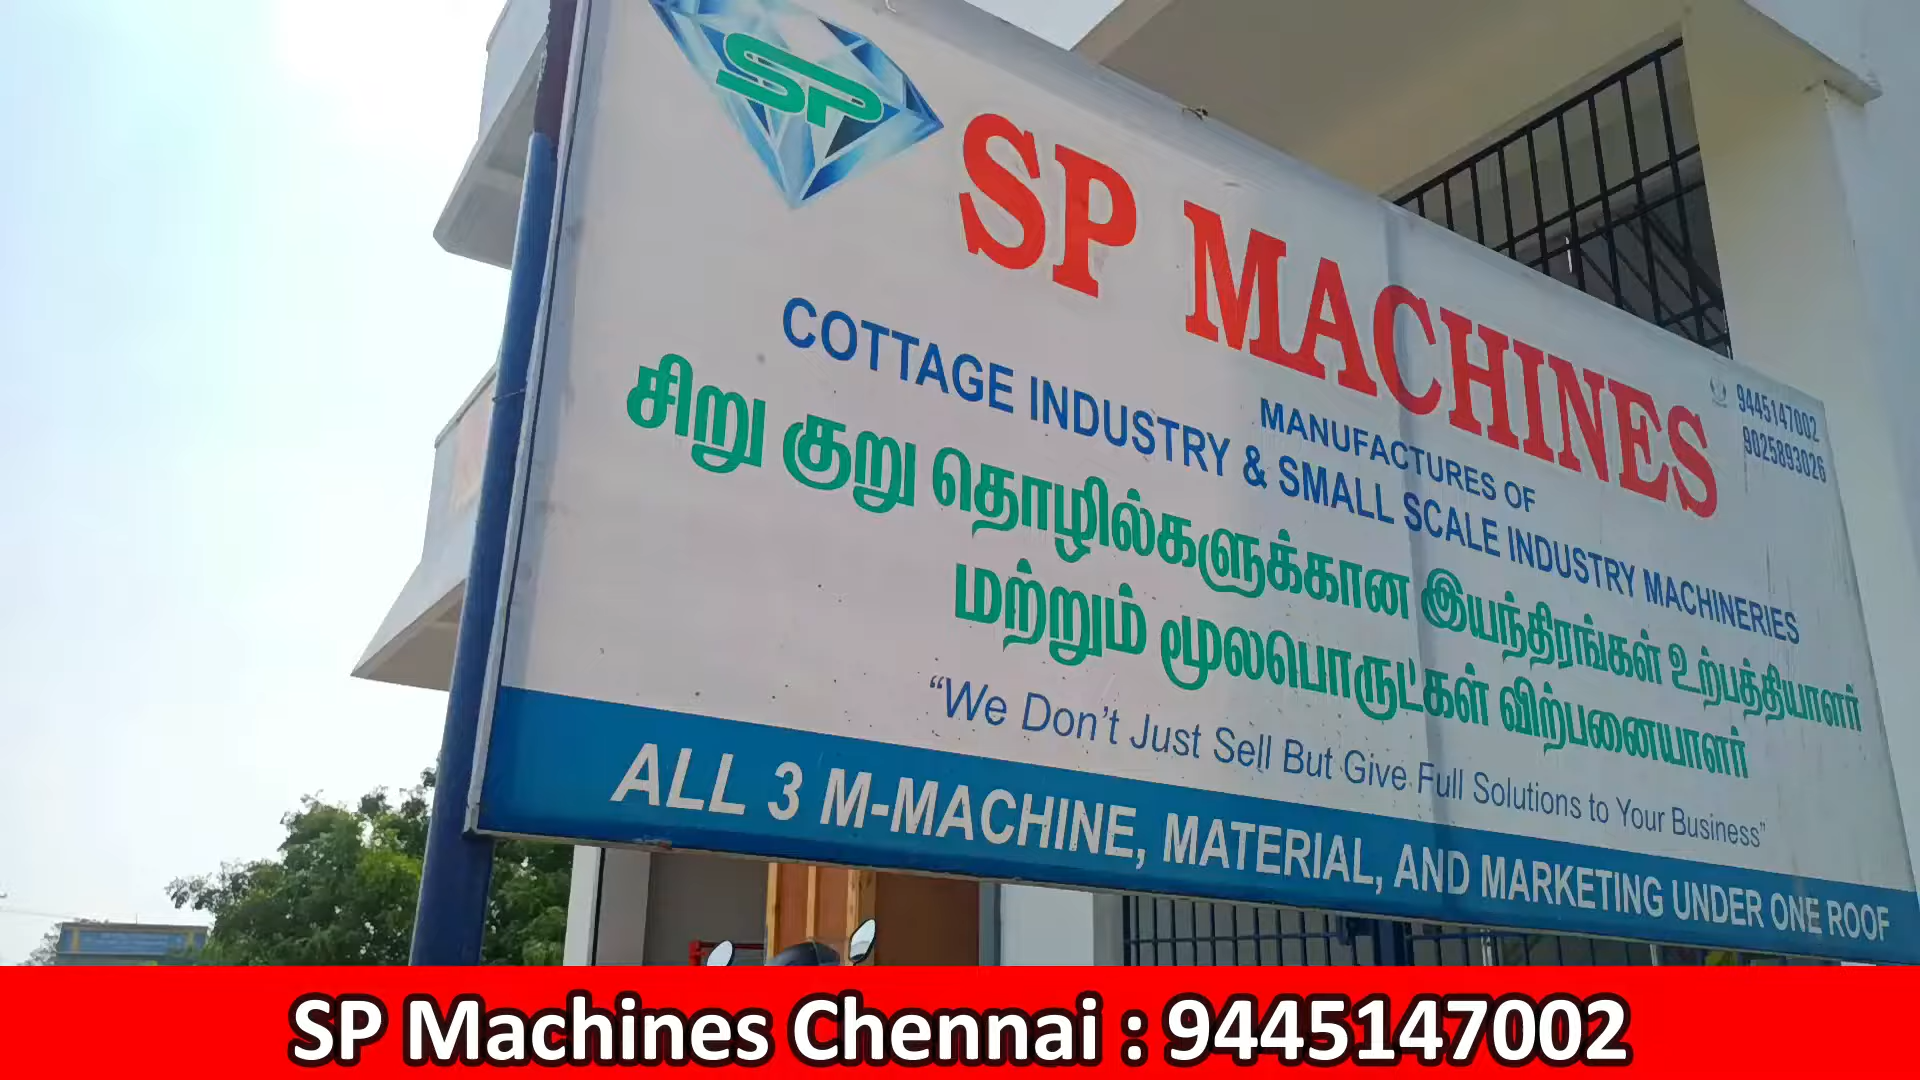 SP
SP MACHINES
9445147002
9025893026
MANUFACTURES OF
COTTAGE INDUSTRY & SMALL SCALE INDUSTRY MACHINERIES
சிறு குறு தொழில்களுக்கான இயந்திரங்கள் உற்பத்தியாளர்
மற்றும் மூலபொருட்கள் விற்பனையாளர்
“We Don’t Just Sell But Give Full Solutions to Your Business”
ALL 3 M-MACHINE, MATERIAL, AND MARKETING UNDER ONE ROOF
SP Machines Chennai : 9445147002